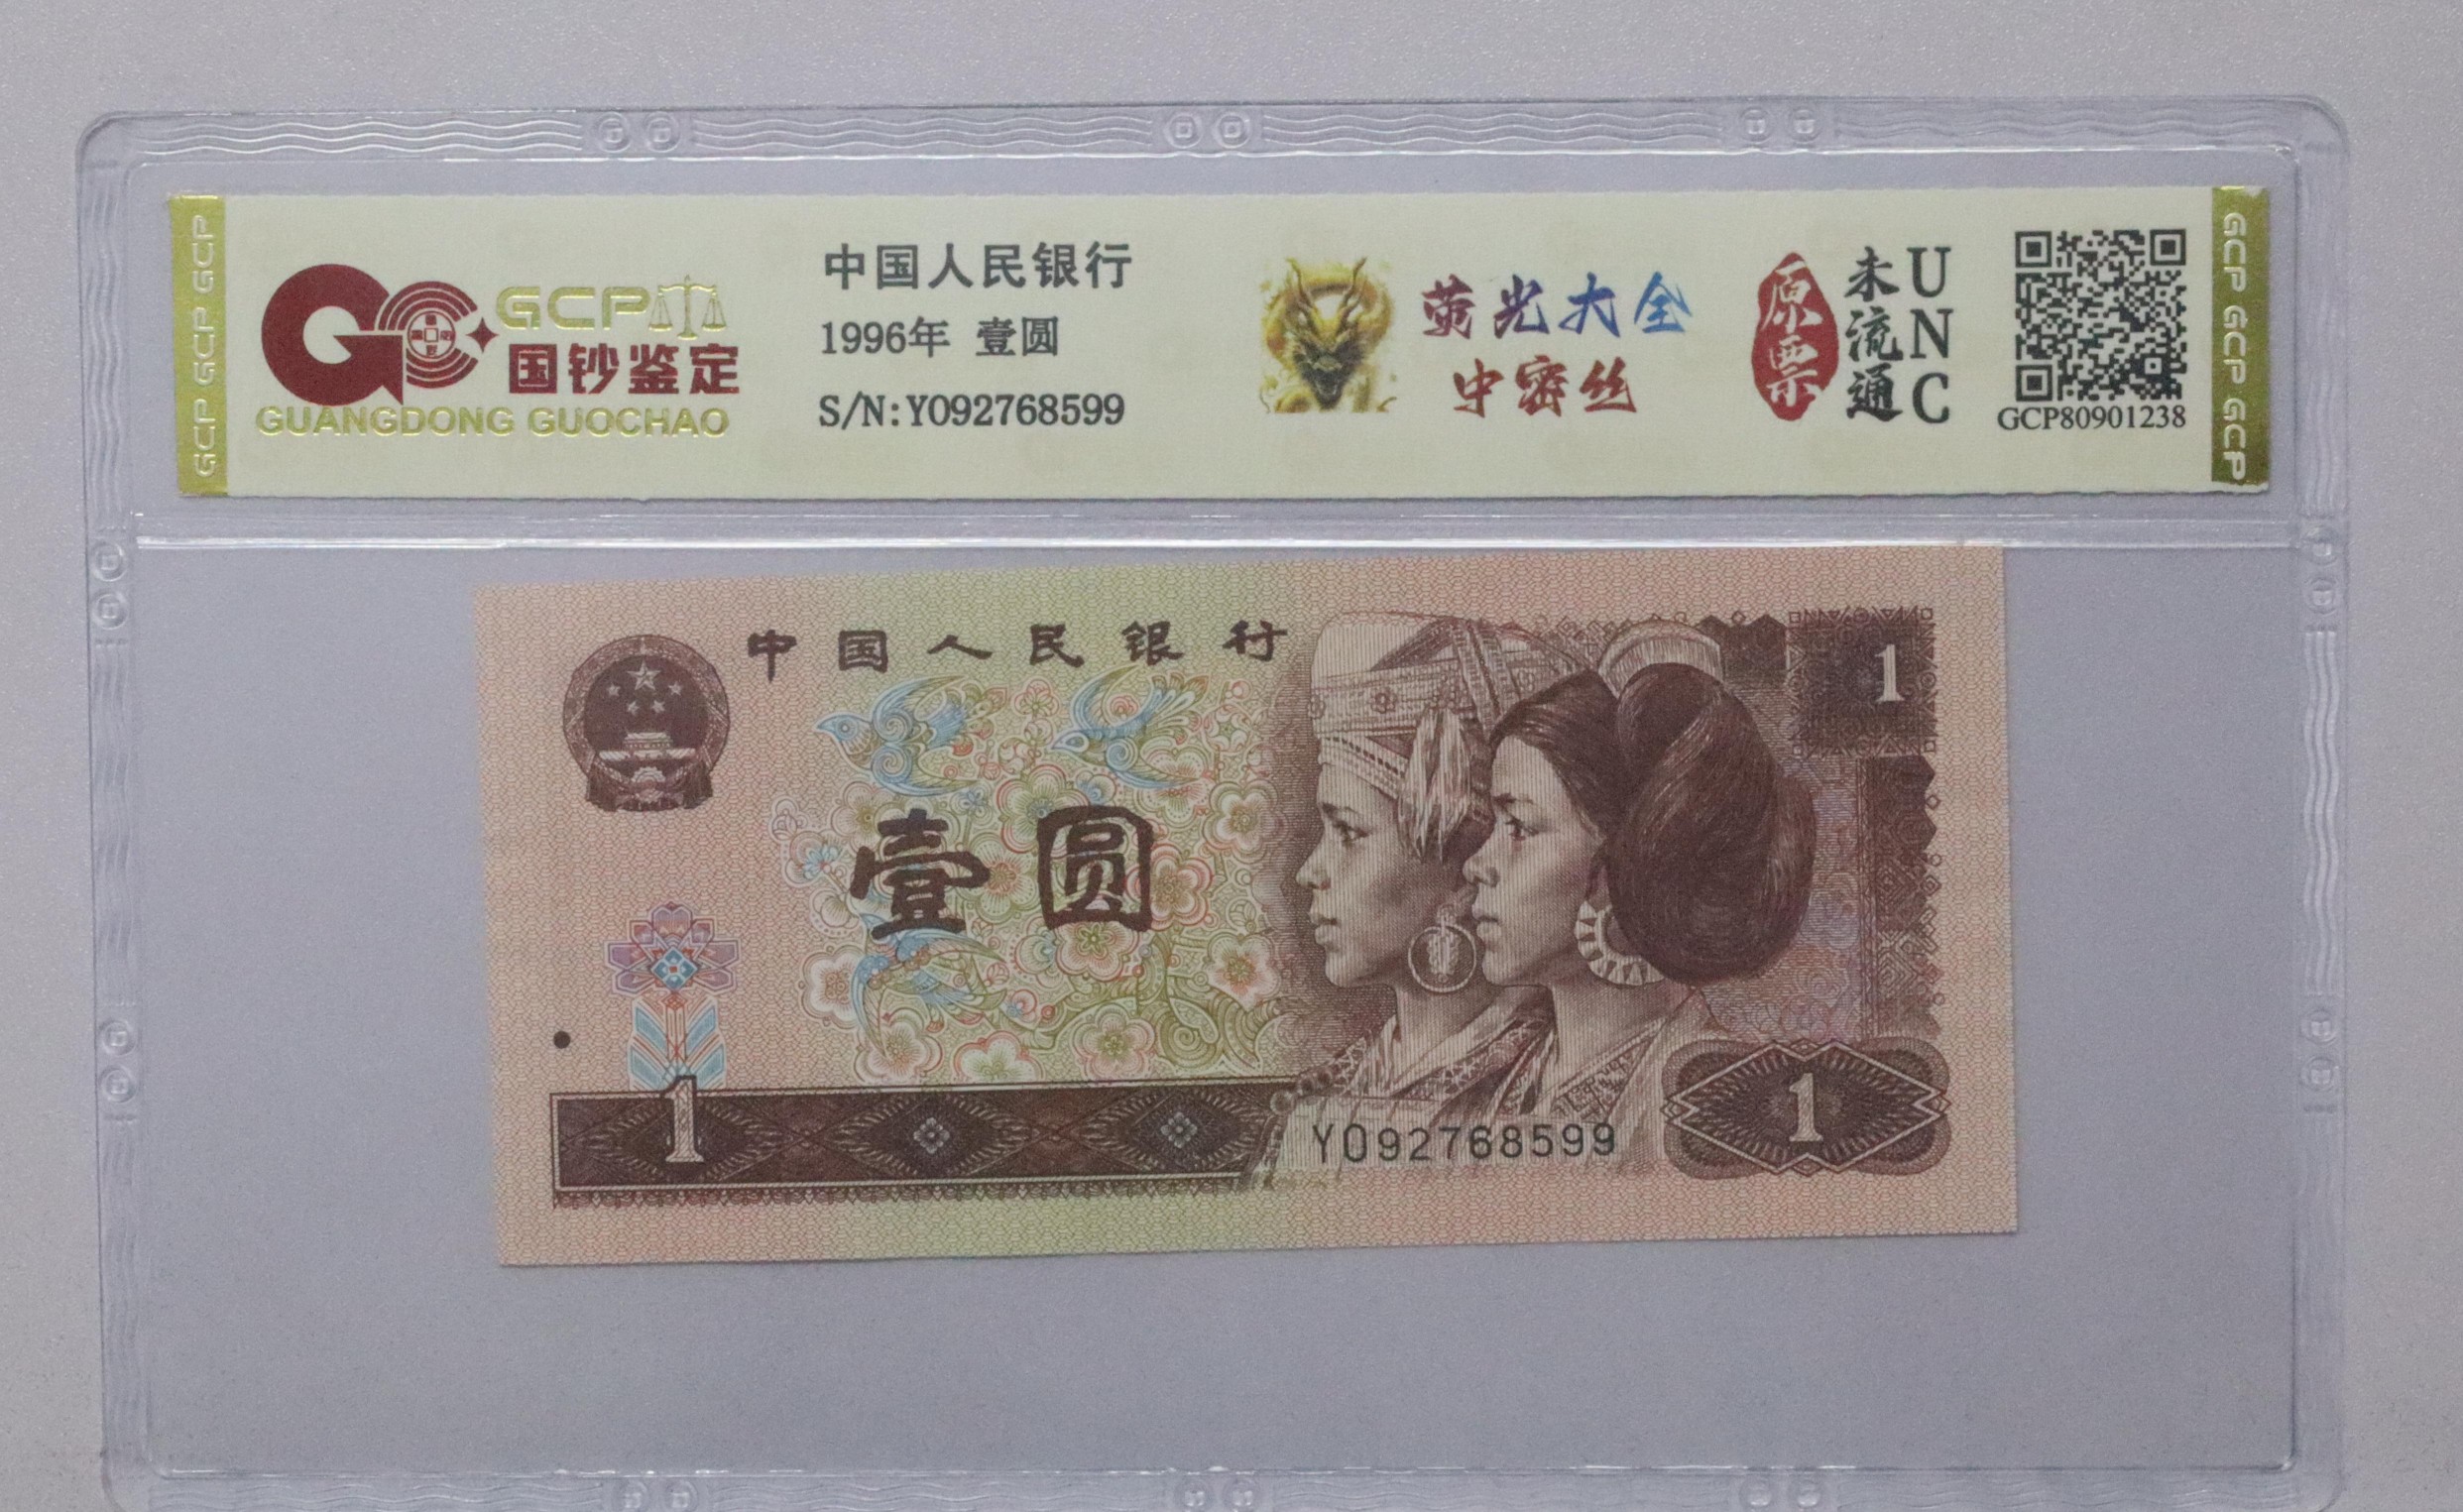 GCP GCP GCP
GCP
国钞鉴定
GUANGDONG GUOCHAO
中国人民银行
1996年 壹圆
S/N:Y092768599
荧光大全
中密丝
原票
未流通
UNC
GCP80901238
GCP GCP GCP
中国人民银行
1
壹圆
1
Y092768599
1